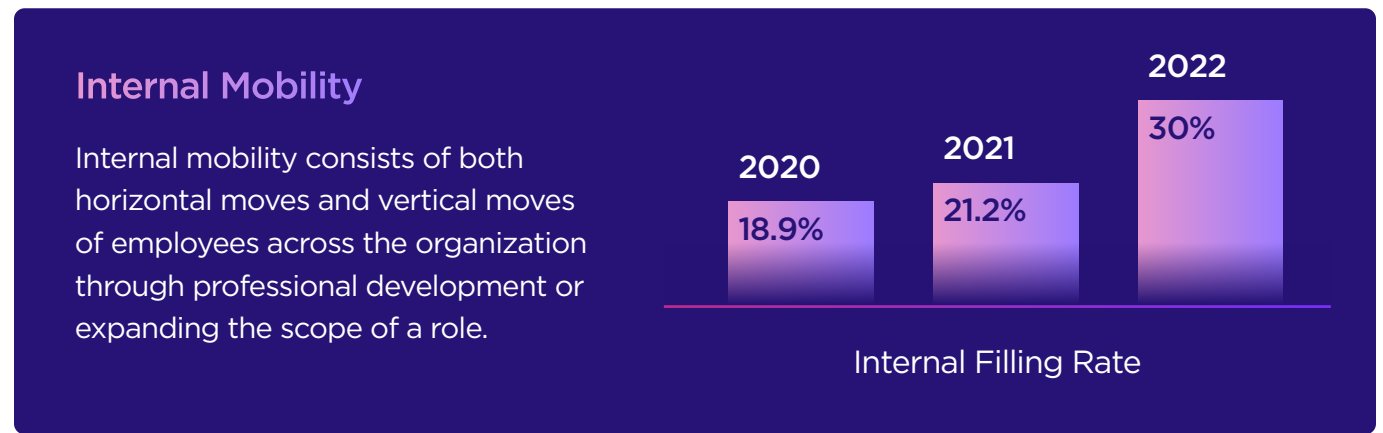 Internal Mobility
Internal mobility consists of both
horizontal moves and vertical moves
of employees across the organization
through professional development or
expanding the scope of a role.
2020
18.9%
2021
21.2%
2022
30%
Internal Filling Rate